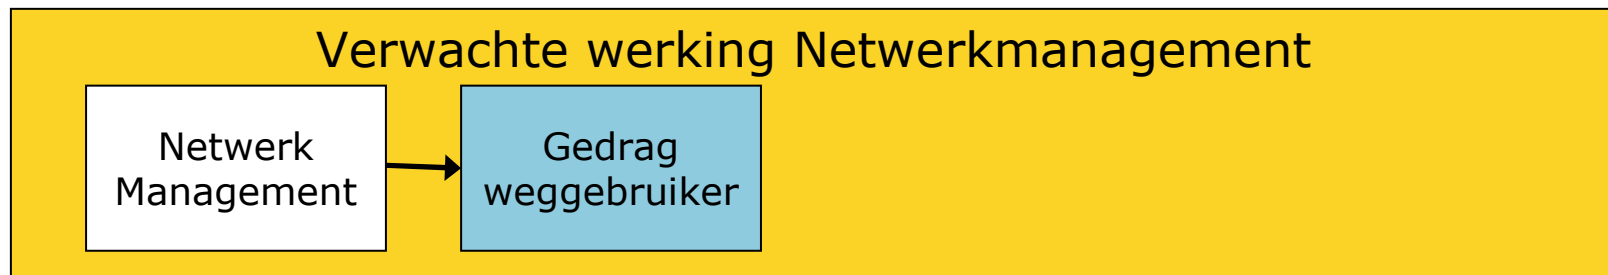 Verwachte werking Netwerkmanagement
Netwerk
Management
Gedrag
weggebruiker